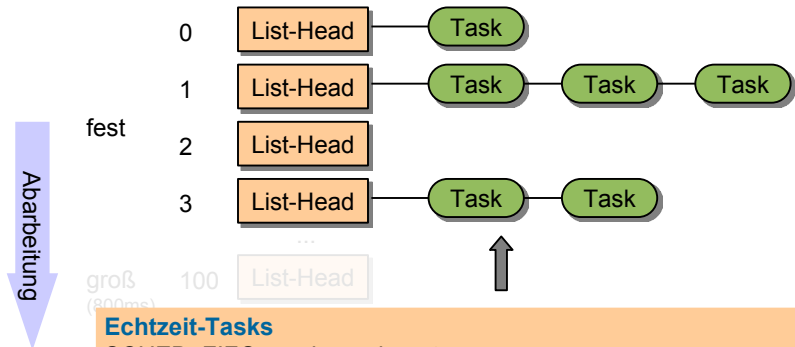 0 List-Head Task
1 List-Head Task Task Task
fest
2 List-Head
3 List-Head Task Task
...
Abarbeitung
groß 100 List-Head
(800ms)
Echtzeit-Tasks